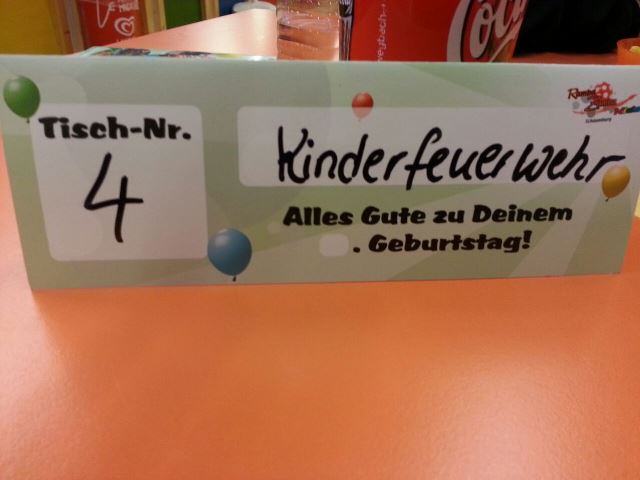 Tisch-Nr.
4
Kinderfeuerwehr
Alles Gute zu Deinem
. Geburtstag!